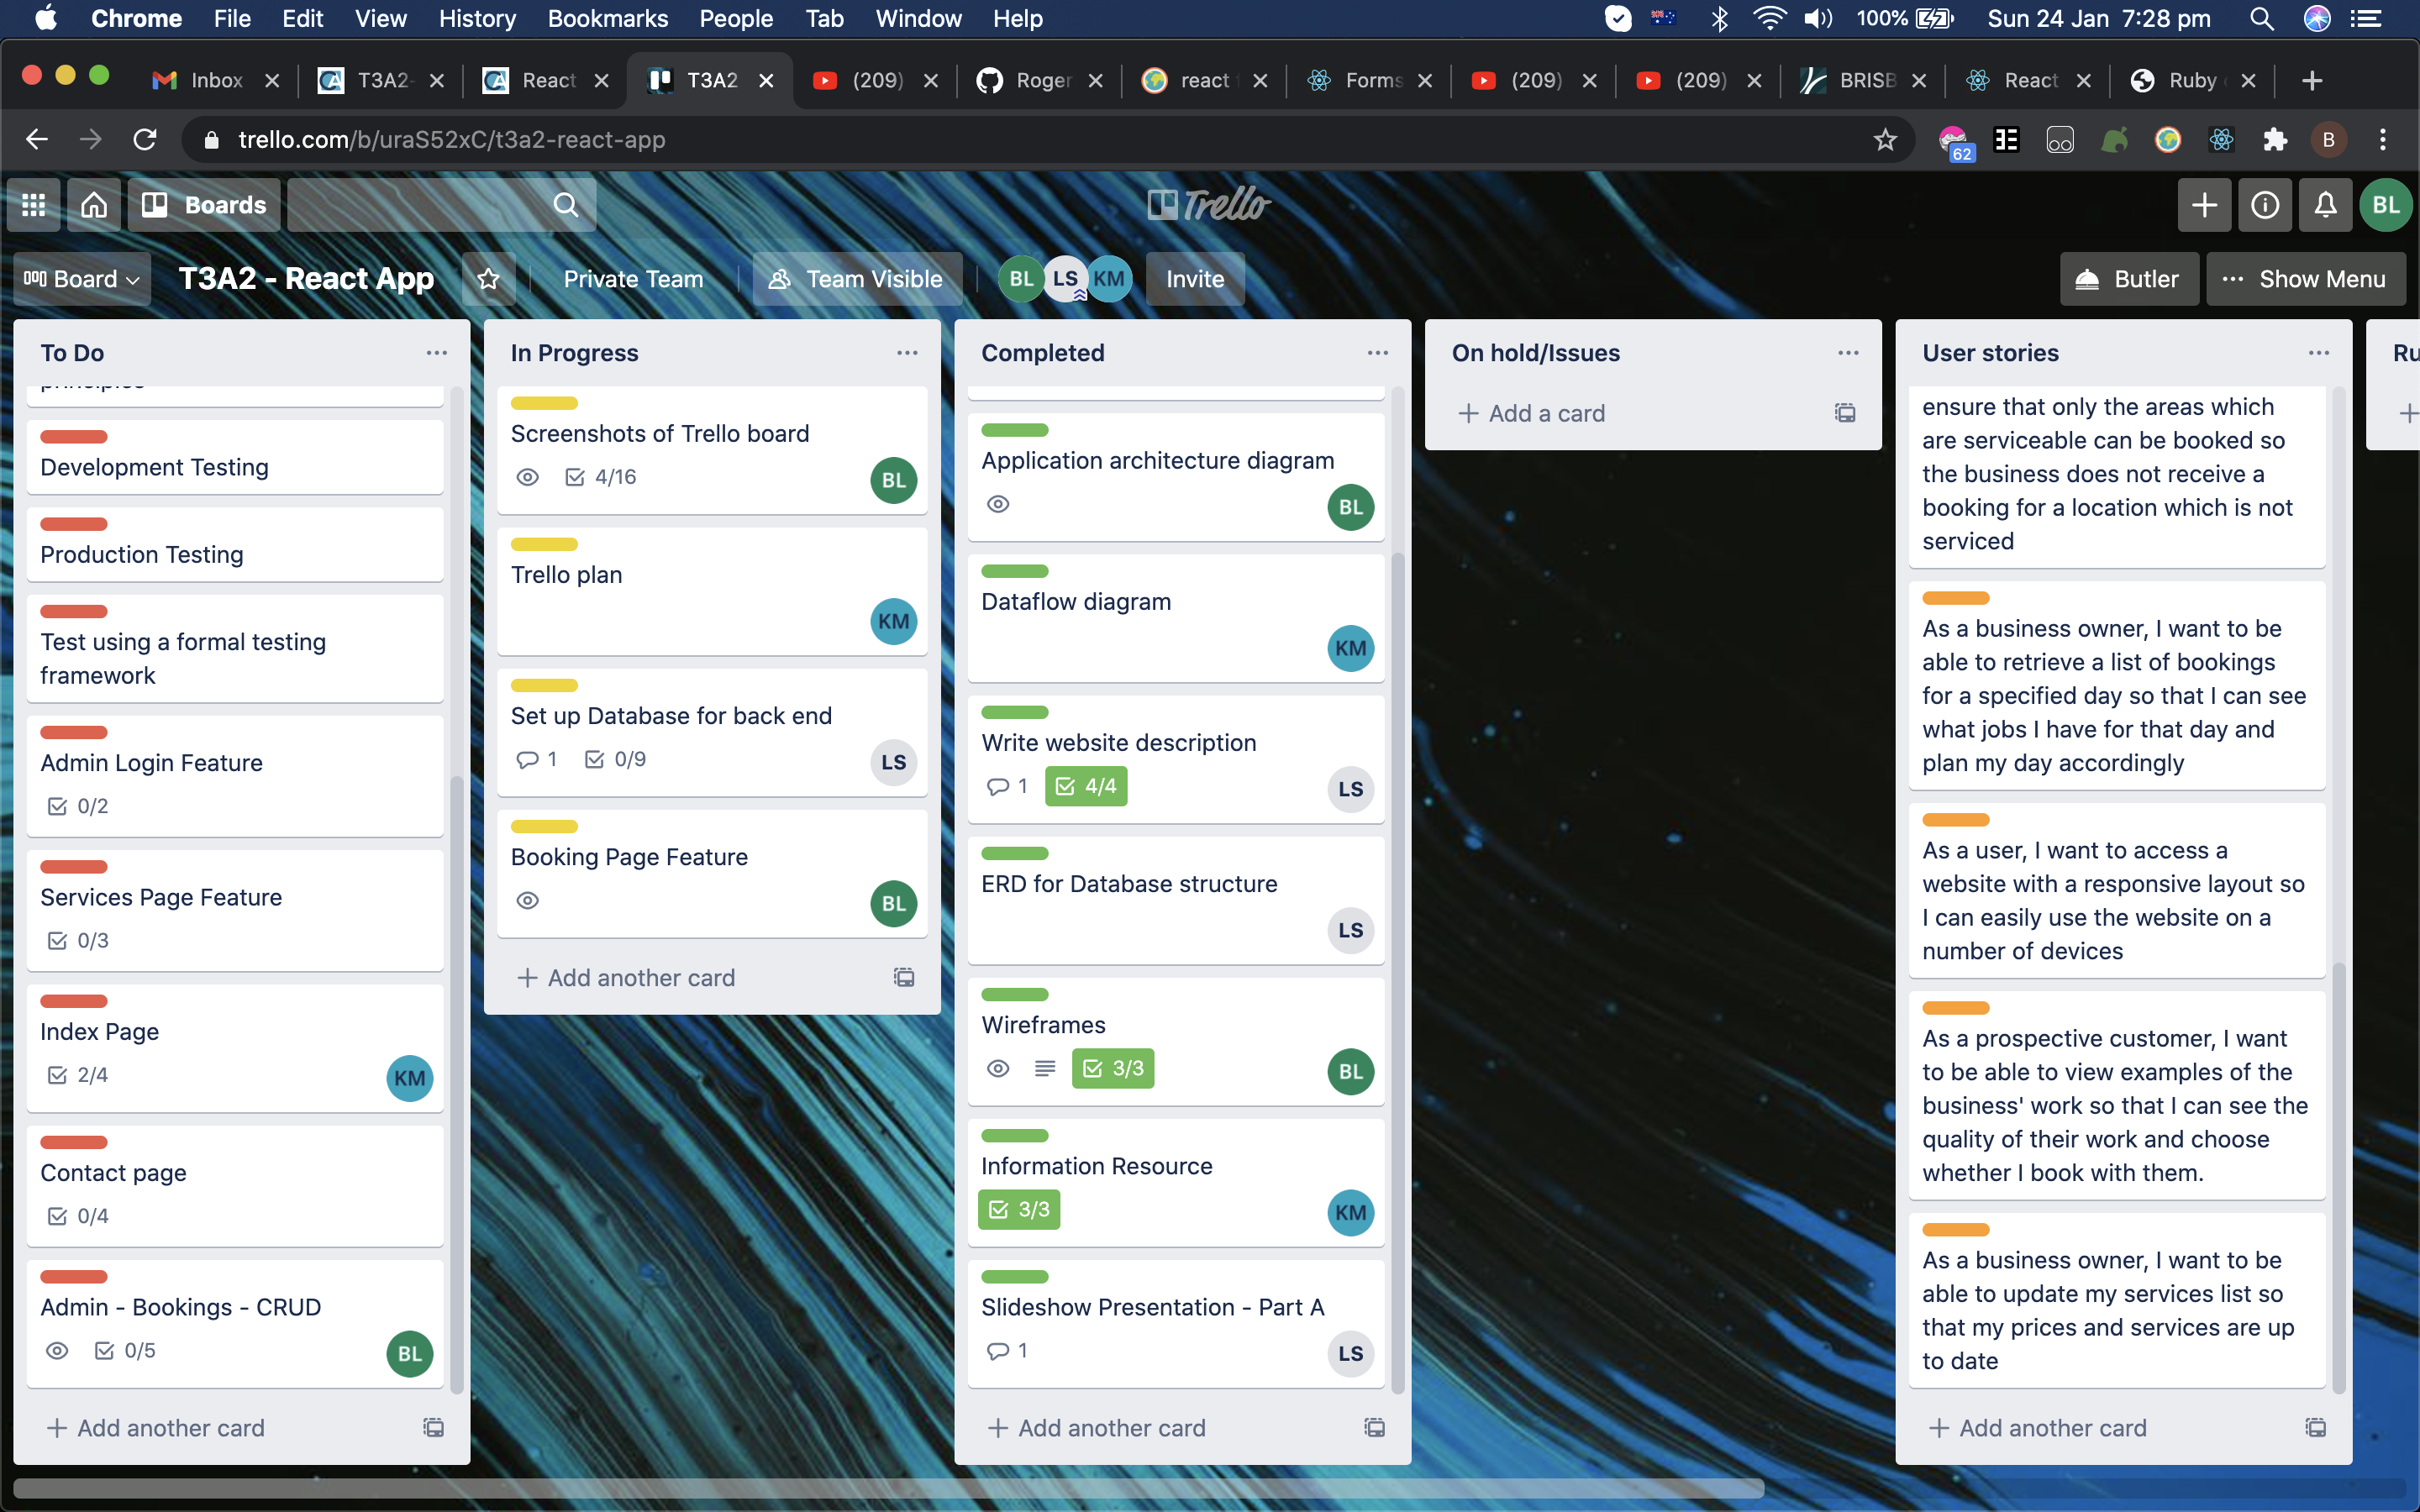 Chrome File Edit View History Bookmarks People Tab Window Help 100% Sun 24 Jan 7:28 pm
Inbox T3A2- React T3A2 (209) Roger react Forms (209) (209) BRISB React Ruby
trello.com/b/uraS52xC/t3a2-react-app 62 B
Boards Trello BL
Board T3A2 - React App Private Team Team Visible BL LS KM Invite Butler Show Menu
To Do
principles
Development Testing
Production Testing
Test using a formal testing
framework
Admin Login Feature
0/2
Services Page Feature
0/3
Index Page
2/4 KM
Contact page
0/4
Admin - Bookings - CRUD
0/5 BL
+ Add another card
In Progress
Screenshots of Trello board
4/16 BL
Trello plan
KM
Set up Database for back end
1 0/9 LS
Booking Page Feature
BL
+ Add another card
Completed
Application architecture diagram
BL
Dataflow diagram
KM
Write website description
1 4/4 LS
ERD for Database structure
LS
Wireframes
3/3 BL
Information Resource
3/3 KM
Slideshow Presentation - Part A
1 LS
+ Add another card
On hold/Issues
+ Add a card
User stories
ensure that only the areas which
are serviceable can be booked so
the business does not receive a
booking for a location which is not
serviced
As a business owner, I want to be
able to retrieve a list of bookings
for a specified day so that I can see
what jobs I have for that day and
plan my day accordingly
As a user, I want to access a
website with a responsive layout so
I can easily use the website on a
number of devices
As a prospective customer, I want
to be able to view examples of the
business' work so that I can see the
quality of their work and choose
whether I book with them.
As a business owner, I want to be
able to update my services list so
that my prices and services are up
to date
+ Add another card
Ru